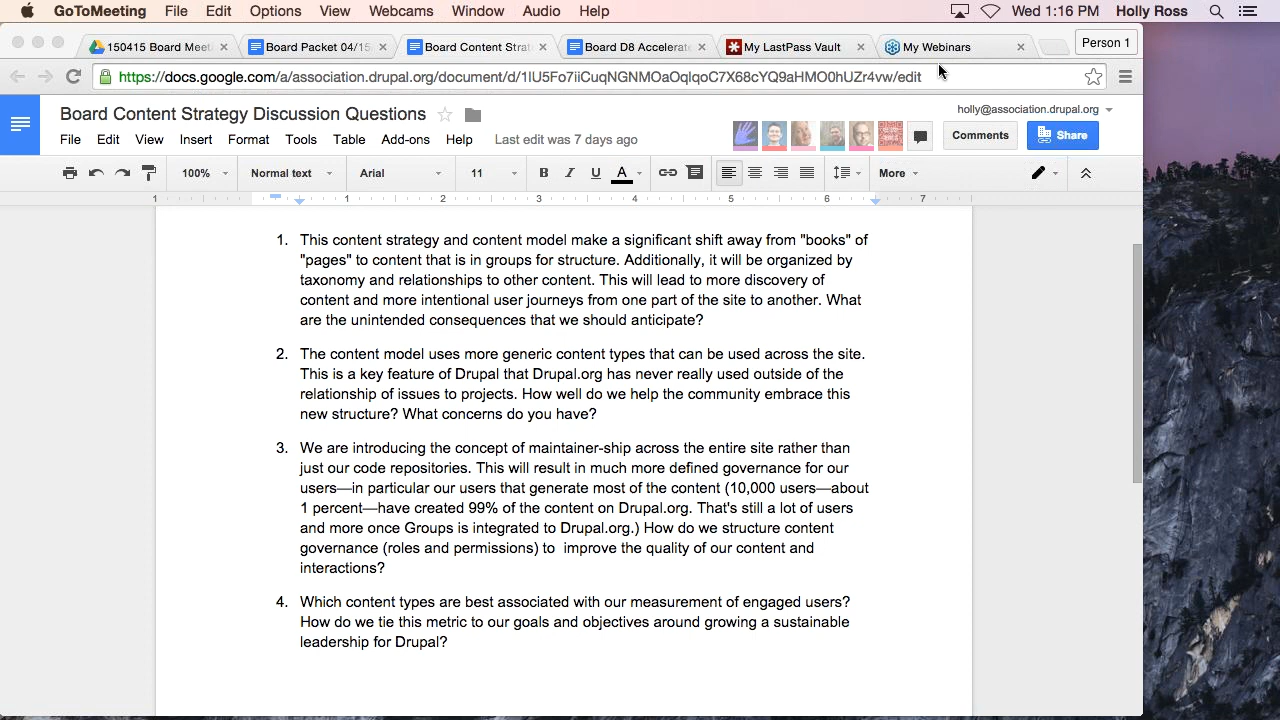 GoToMeeting File Edit Options View Webcams Window Audio Help Wed 1:16 PM Holly Ross
150415 Board Meet Board Packet 04/15 Board Content Strat Board D8 Accelerate My LastPass Vault My Webinars Person 1
https://docs.google.com/a/association.drupal.org/document/d/1IU5Fo7iiCuqNGNMOaOqIqoC7X68cYQ9aHMO0hUZr4vw/edit
holly@association.drupal.org
Board Content Strategy Discussion Questions
File Edit View Insert Format Tools Table Add-ons Help Last edit was 7 days ago Comments Share
100% Normal text Arial 11 B I U A More
1 1 2 3 4 5 6 7
1. This content strategy and content model make a significant shift away from "books" of
"pages" to content that is in groups for structure. Additionally, it will be organized by
taxonomy and relationships to other content. This will lead to more discovery of
content and more intentional user journeys from one part of the site to another. What
are the unintended consequences that we should anticipate?
2. The content model uses more generic content types that can be used across the site.
This is a key feature of Drupal that Drupal.org has never really used outside of the
relationship of issues to projects. How well do we help the community embrace this
new structure? What concerns do you have?
3. We are introducing the concept of maintainer-ship across the entire site rather than
just our code repositories. This will result in much more defined governance for our
users—in particular our users that generate most of the content (10,000 users—about
1 percent—have created 99% of the content on Drupal.org. That's still a lot of users
and more once Groups is integrated to Drupal.org.) How do we structure content
governance (roles and permissions) to improve the quality of our content and
interactions?
4. Which content types are best associated with our measurement of engaged users?
How do we tie this metric to our goals and objectives around growing a sustainable
leadership for Drupal?